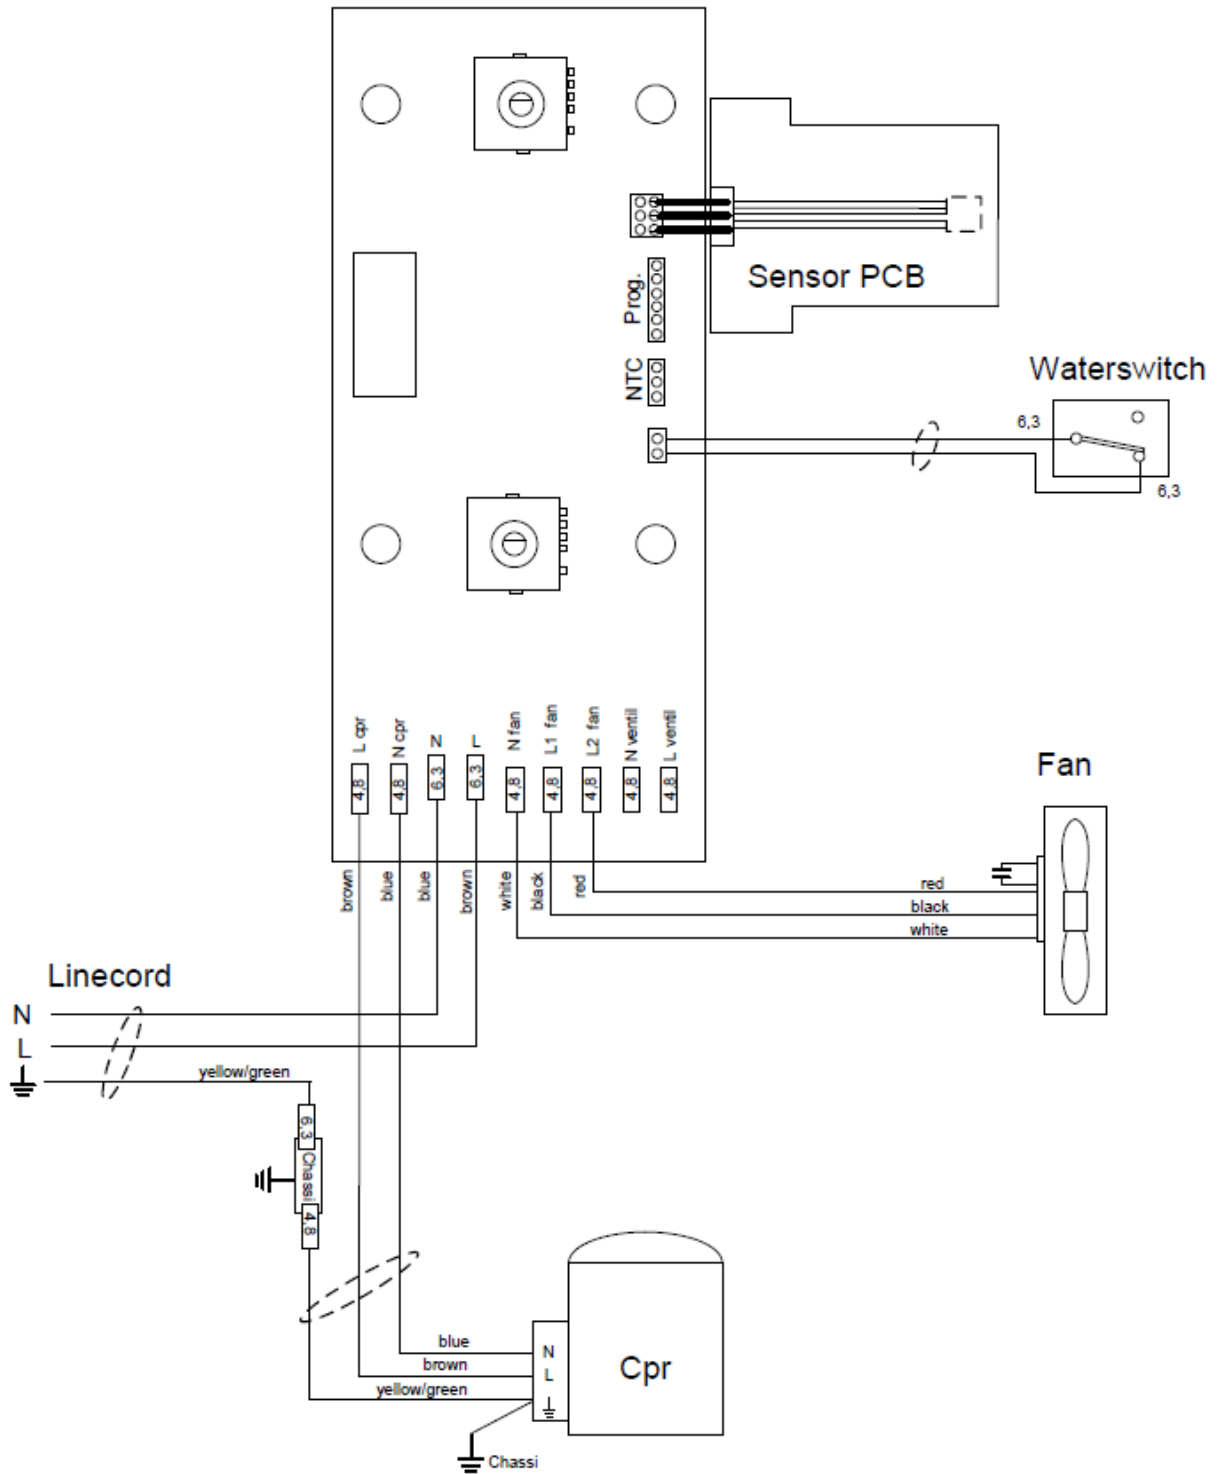 Sensor PCB
Prog.
NTC
Waterswitch
6,3
6,3
L cpr
N cpr
N
L
N fan
L1 fan
L2 fan
N ventil
L ventil
4,8
4,8
6,3
6,3
4,8
4,8
4,8
4,8
4,8
Fan
brown
blue
blue
brown
white
black
red
red
black
white
Linecord
N
L
yellow/green
6,3
Chassi
4,8
blue
brown
yellow/green
N
L
Cpr
Chassi